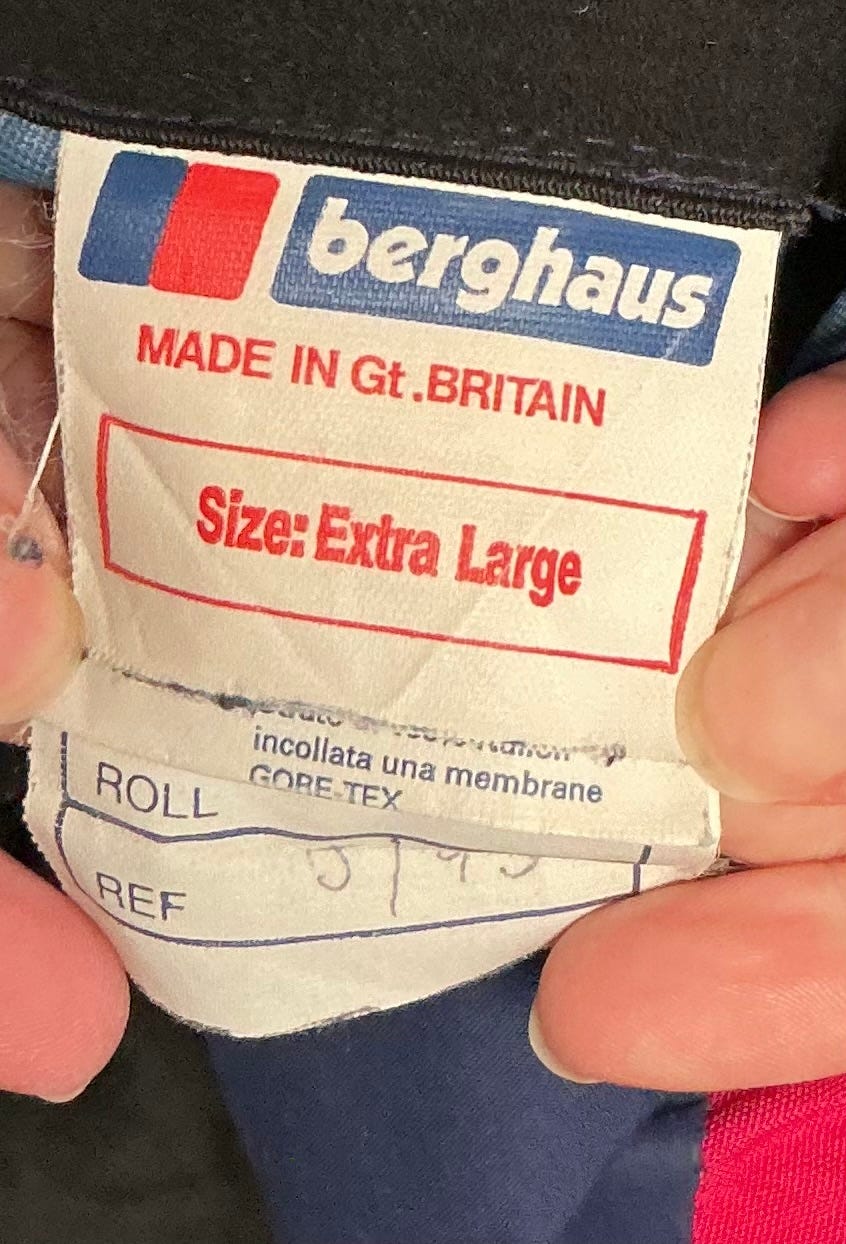 berghaus
MADE IN Gt.BRITAIN
Size: Extra Large
incollata una membrane
GORE-TEX
ROLL
REF